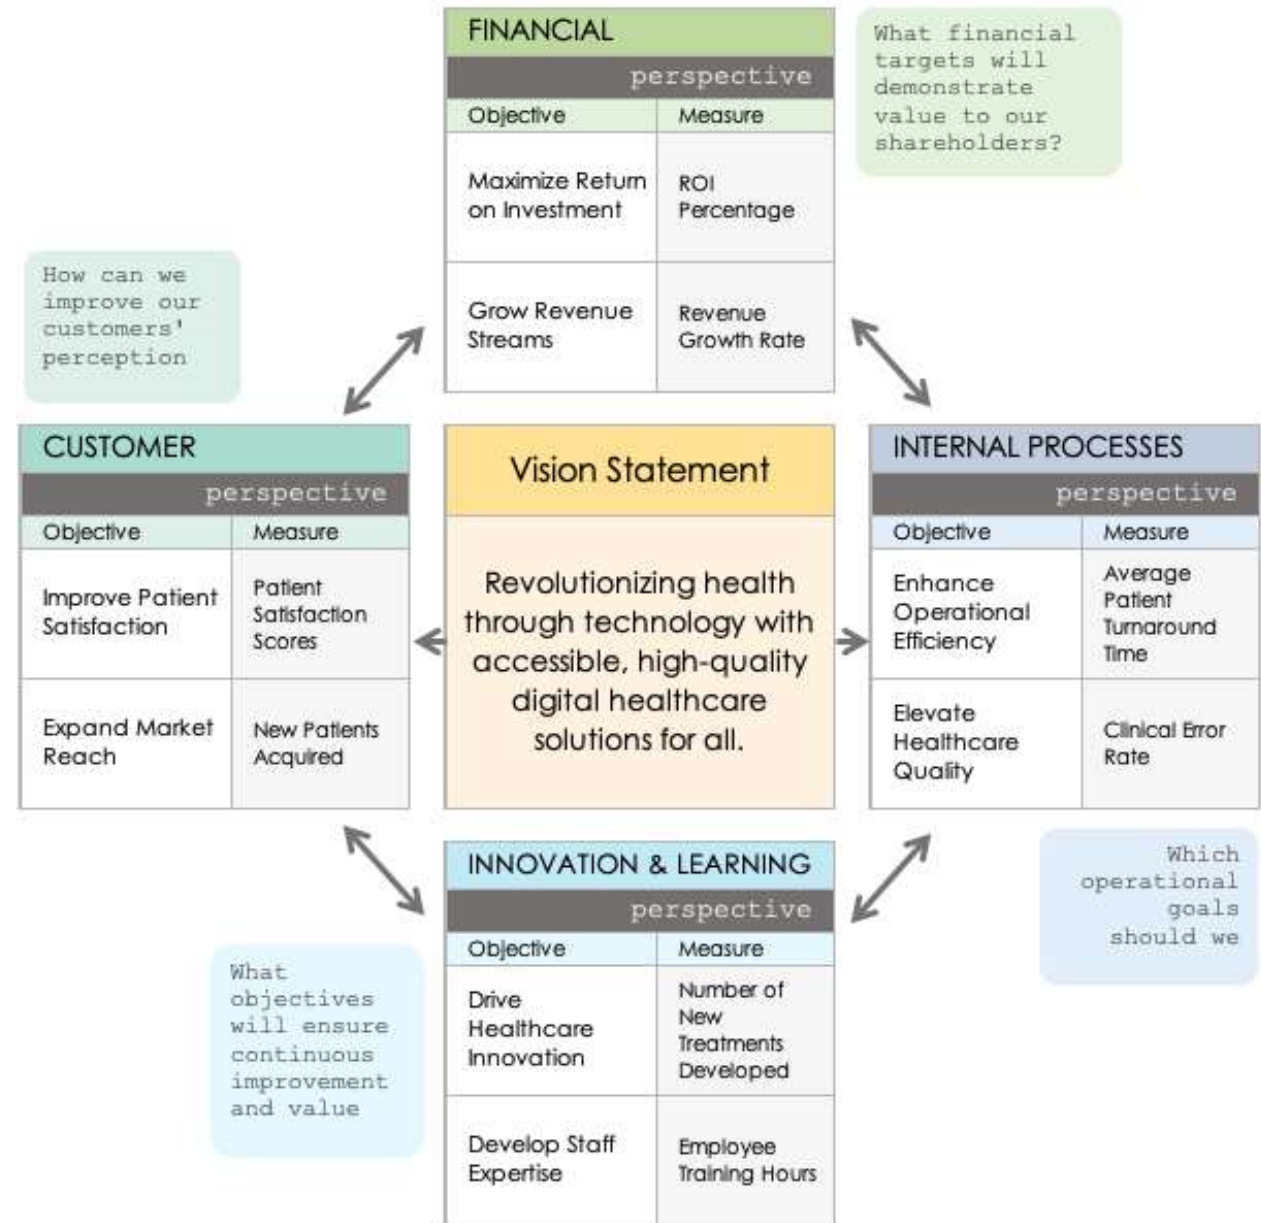 FINANCIAL
perspective
Objective
Measure
Maximize Return
on Investment
ROI
Percentage
Grow Revenue
Streams
Revenue
Growth Rate
What financial
targets will
demonstrate
value to our
shareholders?
How can we
improve our
customers'
perception
CUSTOMER
perspective
Objective
Measure
Improve Patient
Satisfaction
Patient
Satisfaction
Scores
Expand Market
Reach
New Patients
Acquired
Vision Statement
Revolutionizing health
through technology with
accessible, high-quality
digital healthcare
solutions for all.
INTERNAL PROCESSES
perspective
Objective
Measure
Enhance
Operational
Efficiency
Average
Patient
Turnaround
Time
Elevate
Healthcare
Quality
Clinical Error
Rate
Which
operational
goals
should we
What
objectives
will ensure
continuous
improvement
and value
INNOVATION & LEARNING
perspective
Objective
Measure
Drive
Healthcare
Innovation
Number of
New
Treatments
Developed
Develop Staff
Expertise
Employee
Training Hours